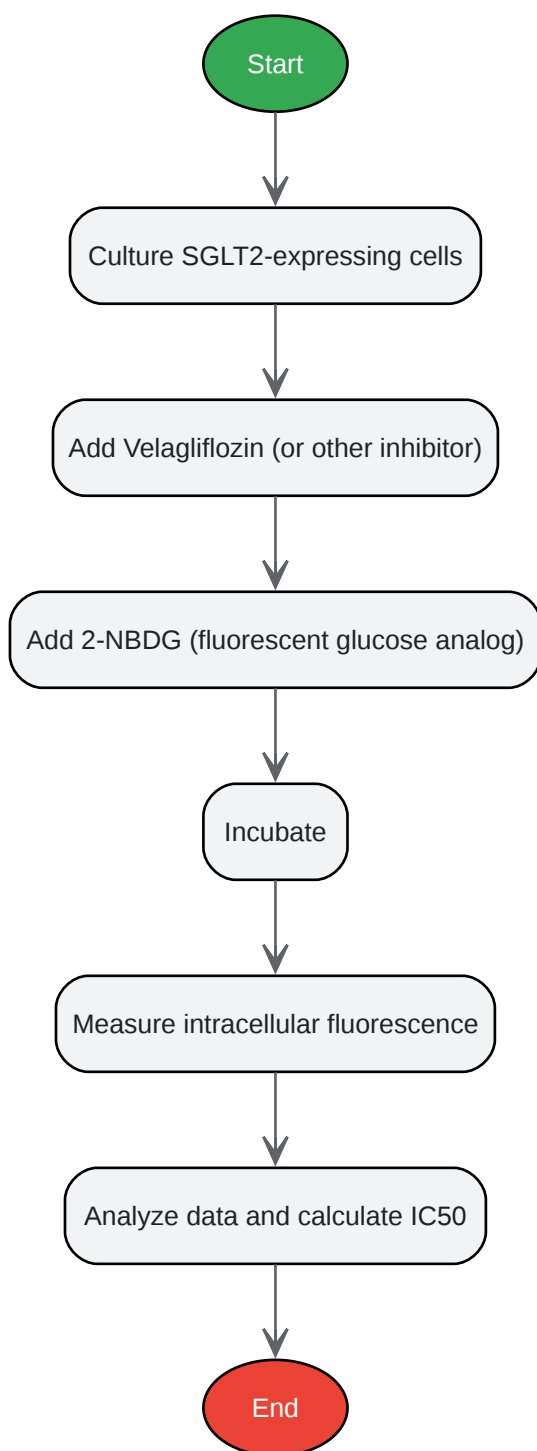 Start
Culture SGLT2-expressing cells
Add Velagliflozin (or other inhibitor)
Add 2-NBDG (fluorescent glucose analog)
Incubate
Measure intracellular fluorescence
Analyze data and calculate IC50
End